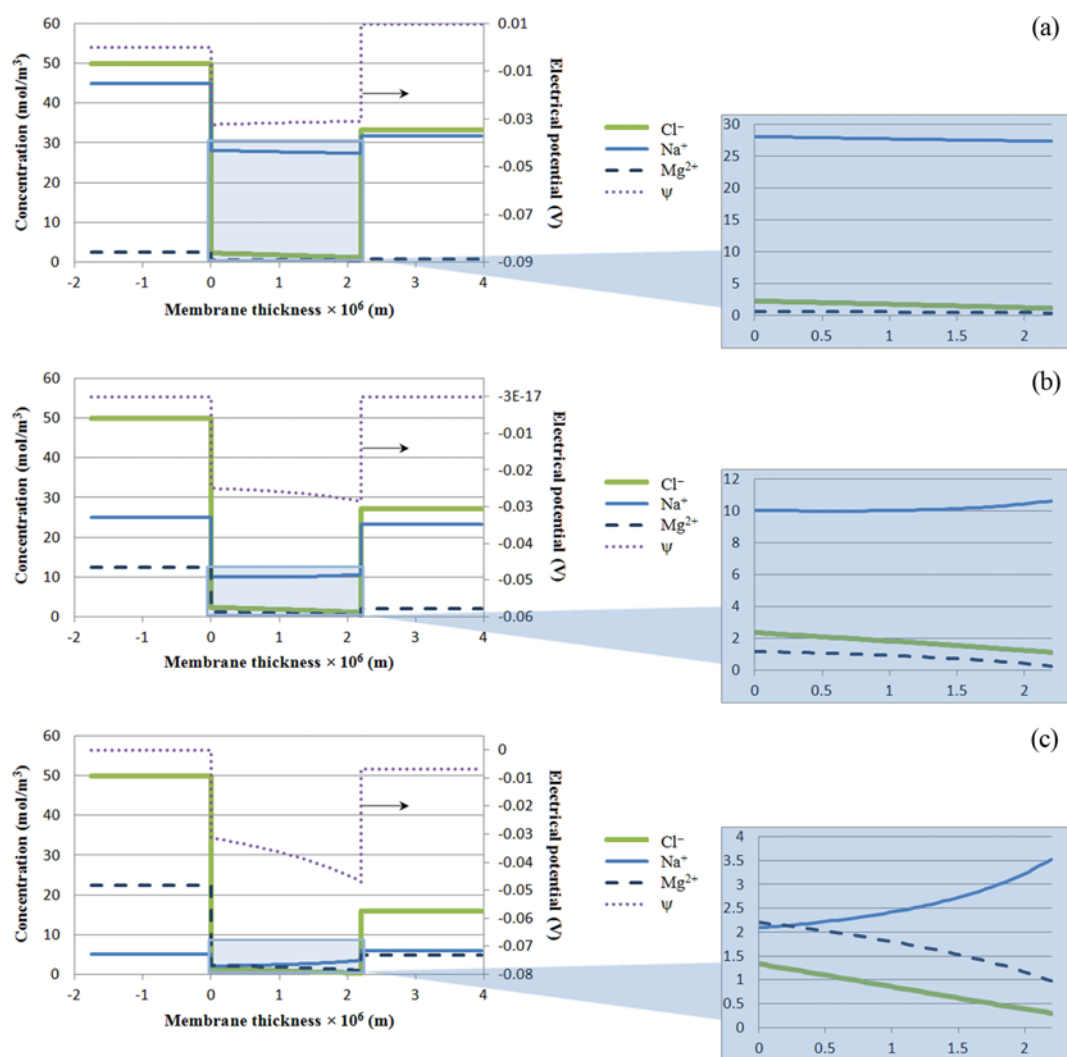 (a)
60
50
40
30
20
10
0
-2 -1 0 1 2 3 4
0.01
-0.01
-0.03
-0.05
-0.07
-0.09
Concentration (mol/m³)
Electrical potential (V)
Membrane thickness × 10⁶ (m)
Cl⁻
Na⁺
Mg²⁺
ψ
30
25
20
15
10
5
0
0 0.5 1 1.5 2
(b)
60
50
40
30
20
10
0
-2 -1 0 1 2 3 4
-3E-17
-0.01
-0.02
-0.03
-0.04
-0.05
-0.06
Concentration (mol/m³)
Electrical potential (V)
Membrane thickness × 10⁶ (m)
Cl⁻
Na⁺
Mg²⁺
ψ
12
10
8
6
4
2
0
0 0.5 1 1.5 2
(c)
60
50
40
30
20
10
0
-2 -1 0 1 2 3 4
0
-0.01
-0.02
-0.03
-0.04
-0.05
-0.06
-0.07
-0.08
Concentration (mol/m³)
Electrical potential (V)
Membrane thickness × 10⁶ (m)
Cl⁻
Na⁺
Mg²⁺
ψ
4
3.5
3
2.5
2
1.5
1
0.5
0
0 0.5 1 1.5 2